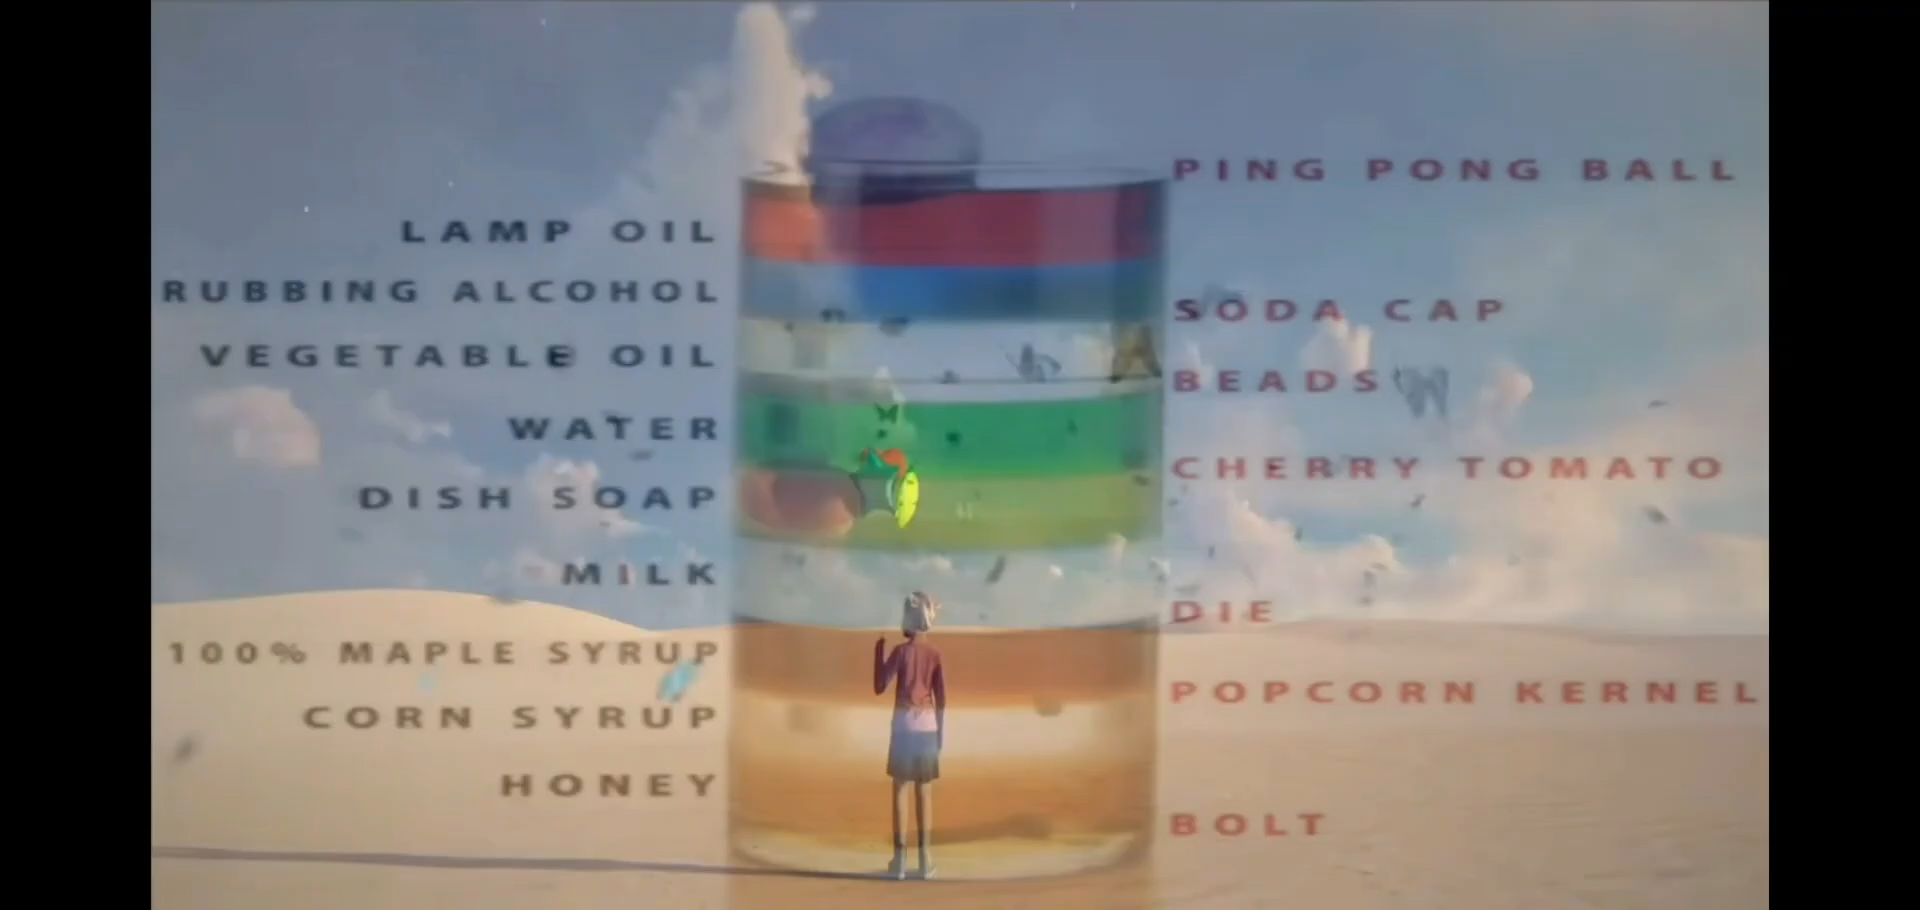 PING PONG BALL
LAMP OIL
RUBBING ALCOHOL
SODA CAP
VEGETABLE OIL
BEADS
WATER
CHERRY TOMATO
DISH SOAP
MILK
DIE
100% MAPLE SYRUP
POPCORN KERNEL
CORN SYRUP
HONEY
BOLT